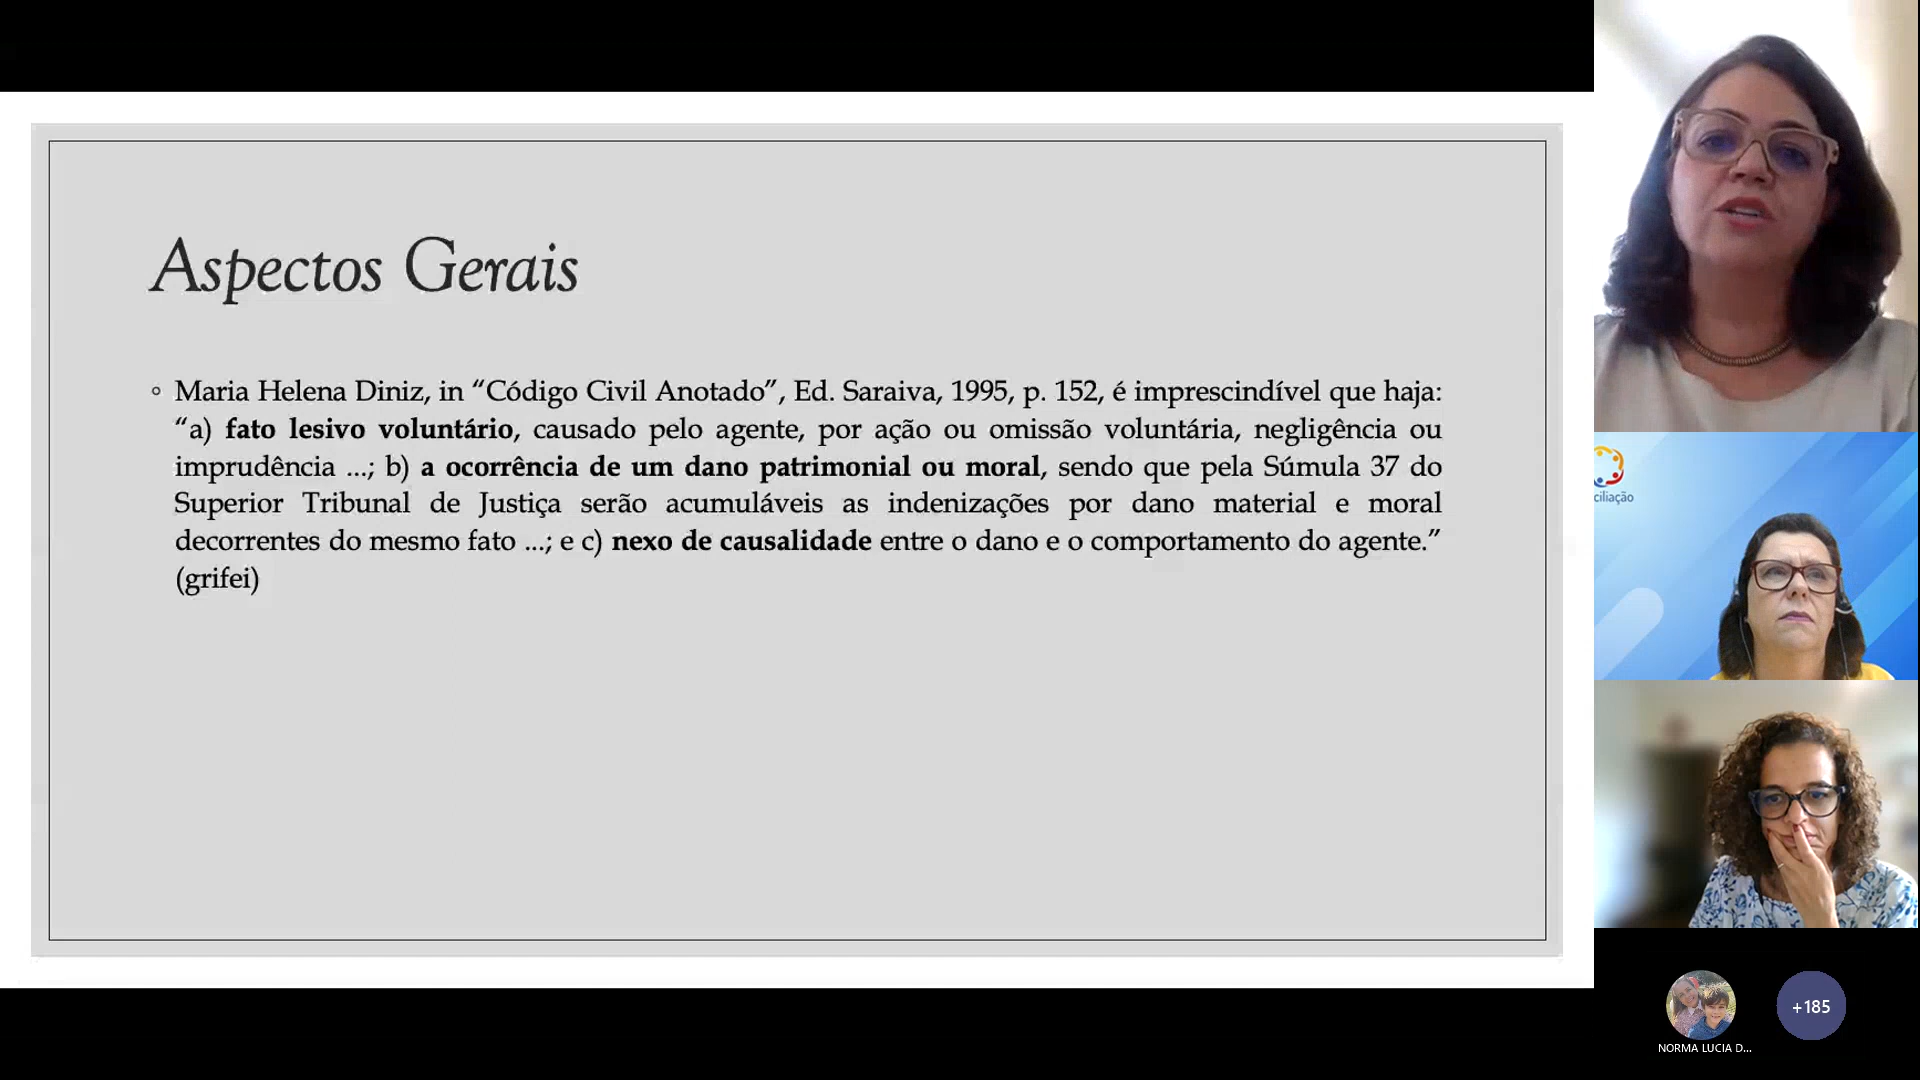 Aspectos Gerais
◦ Maria Helena Diniz, in “Código Civil Anotado”, Ed. Saraiva, 1995, p. 152, é imprescindível que haja:
“a) fato lesivo voluntário, causado pelo agente, por ação ou omissão voluntária, negligência ou
imprudência ...; b) a ocorrência de um dano patrimonial ou moral, sendo que pela Súmula 37 do
Superior Tribunal de Justiça serão acumuláveis as indenizações por dano material e moral
decorrentes do mesmo fato ...; e c) nexo de causalidade entre o dano e o comportamento do agente.”
(grifei)
ciliação
+185
NORMA LUCIA D...